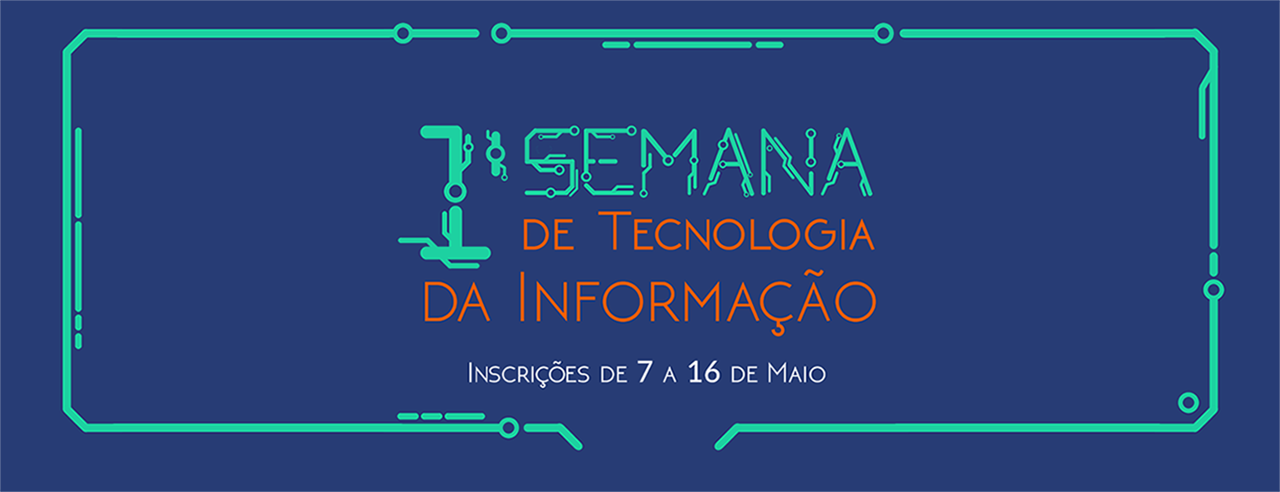 1ª SEMANA
DE TECNOLOGIA
DA INFORMAÇÃO
INSCRIÇÕES DE 7 A 16 DE MAIO